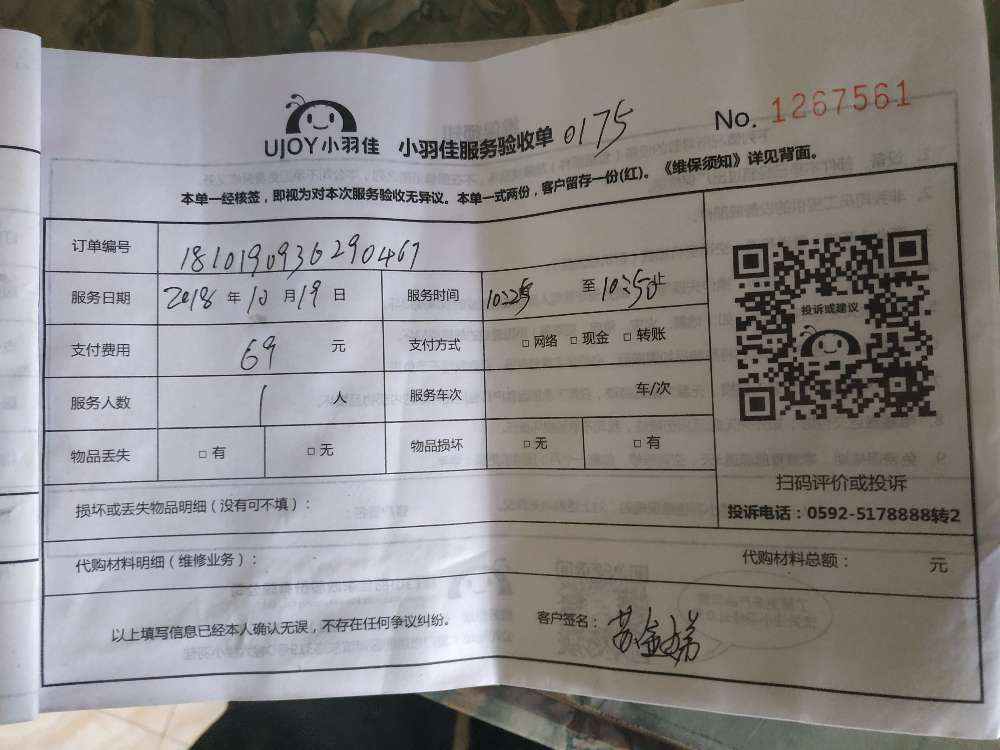 UJOY小羽佳 小羽佳服务验收单 0175 No. 1267561
本单一经核签，即视为对本次服务验收无异议。本单一式两份，客户留存一份(红)。《维保须知》详见背面。
订单编号 1810190936290467
服务日期 2018 年 10 月 19 日 服务时间 10:25 至 10:50止
支付费用 69 元 支付方式 □ 网络 □ 现金 □ 转账
服务人数 1 人 服务车次 车/次
物品丢失 □ 有 □ 无 物品损坏 □ 无 □ 有
投诉或建议
扫码评价或投诉
投诉电话：0592-5178888转2
损坏或丢失物品明细（没有可不填）：
代购材料明细（维修业务）： 代购材料总额： 元
以上填写信息已经本人确认无误，不存在任何争议纠纷。 客户签名：